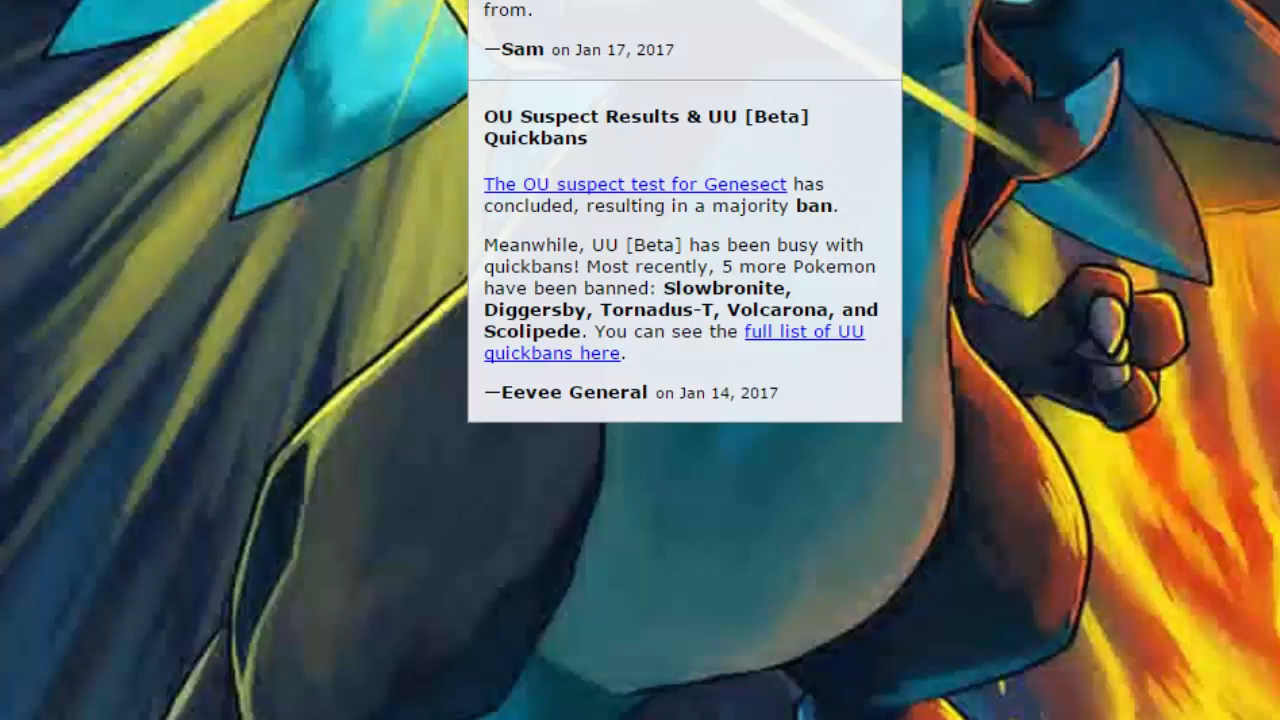 from.
—Sam on Jan 17, 2017
OU Suspect Results & UU [Beta]
Quickbans
The OU suspect test for Genesect has
concluded, resulting in a majority ban.
Meanwhile, UU [Beta] has been busy with
quickbans! Most recently, 5 more Pokemon
have been banned: Slowbronite,
Diggersby, Tornadus-T, Volcarona, and
Scolipede. You can see the full list of UU
quickbans here.
—Eevee General on Jan 14, 2017